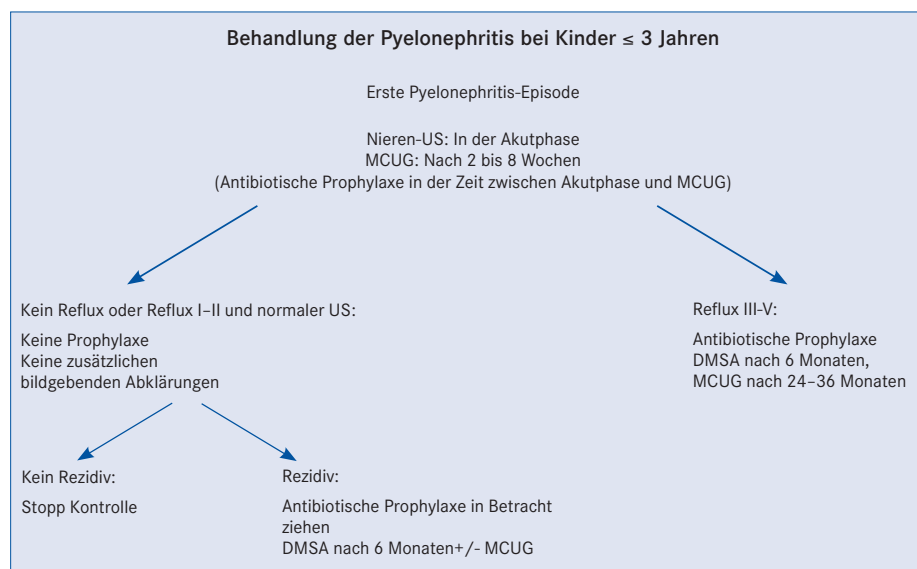 Behandlung der Pyelonephritis bei Kinder ≤ 3 Jahren
Erste Pyelonephritis-Episode
Nieren-US: In der Akutphase
MCUG: Nach 2 bis 8 Wochen
(Antibiotische Prophylaxe in der Zeit zwischen Akutphase und MCUG)
Kein Reflux oder Reflux I–II und normaler US:
Keine Prophylaxe
Keine zusätzlichen
bildgebenden Abklärungen
Reflux III-V:
Antibiotische Prophylaxe
DMSA nach 6 Monaten,
MCUG nach 24–36 Monaten
Kein Rezidiv:
Stopp Kontrolle
Rezidiv:
Antibiotische Prophylaxe in Betracht
ziehen
DMSA nach 6 Monaten+/- MCUG